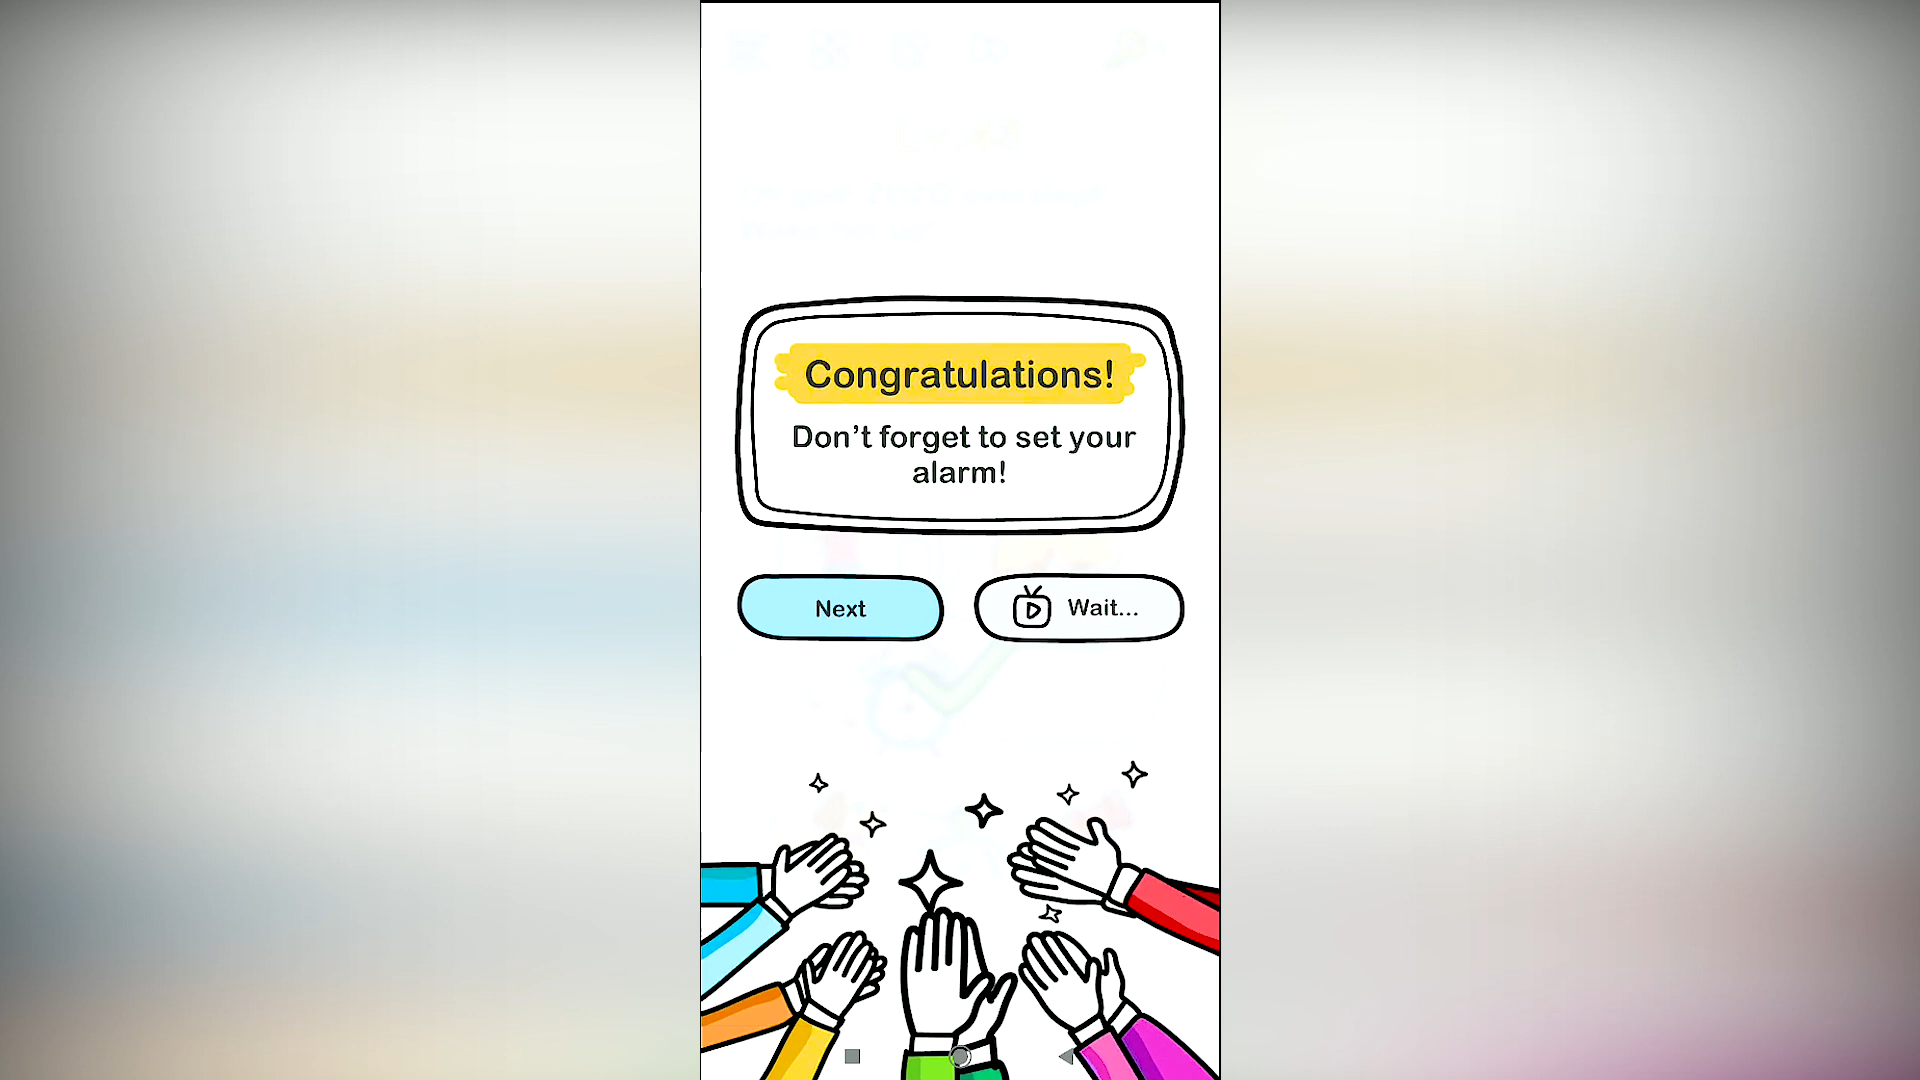 Congratulations!
Don't forget to set your
alarm!
Next
Wait...